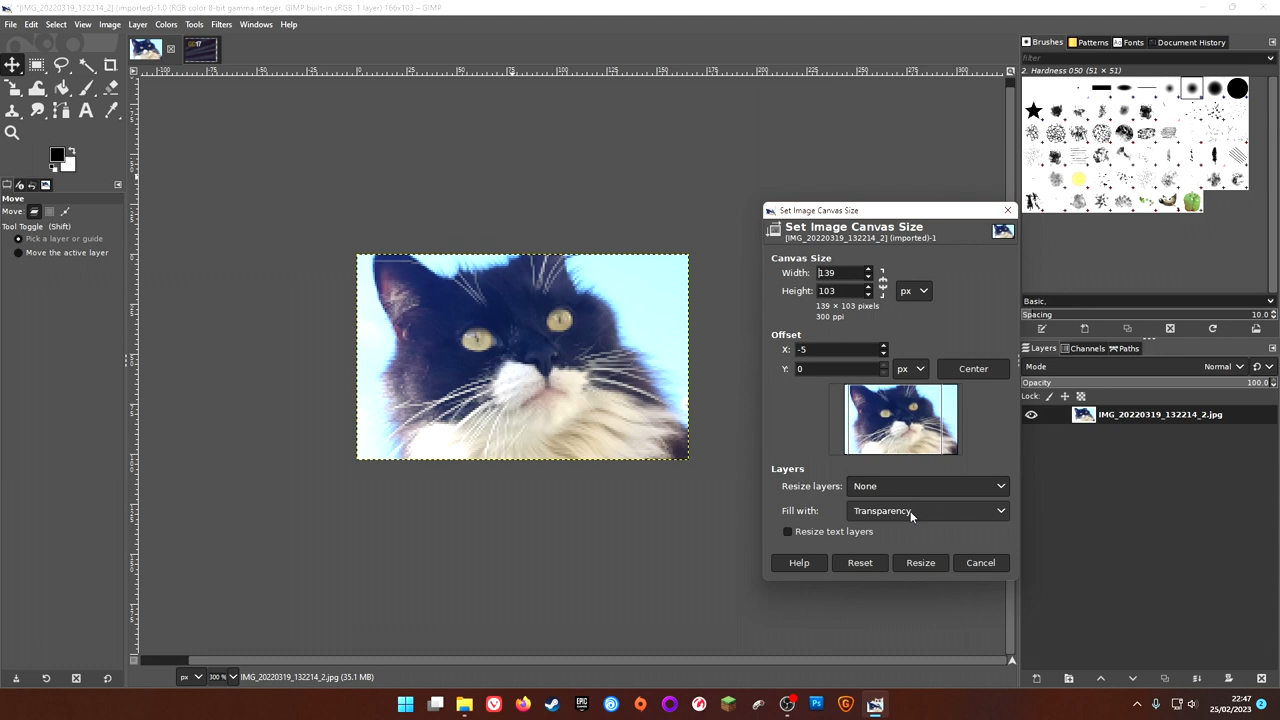 *[IMG_20220319_132214_2] (imported)-1.0 (RGB color 8-bit gamma integer, GIMP built-in sRGB, 1 layer) 166x103 – GIMP
File Edit Select View Image Layer Colors Tools Filters Windows Help
Brushes Patterns Fonts Document History
filter
2. Hardness 050 (51 × 51)
Move
Move:
Tool Toggle (Shift)
Pick a layer or guide
Move the active layer
Set Image Canvas Size
Set Image Canvas Size
[IMG_20220319_132214_2] (imported)-1
Canvas Size
Width: 139
Height: 103 px
139 × 103 pixels
300 ppi
Offset
X: -5
Y: 0 px Center
Layers
Resize layers: None
Fill with: Transparency
Resize text layers
Help Reset Resize Cancel
Basic,
Spacing 10.0
Layers Channels Paths
Mode Normal
Opacity 100.0
Lock:
IMG_20220319_132214_2.jpg
px 300 % IMG_20220319_132214_2.jpg (35.1 MB)
22:47
25/02/2023